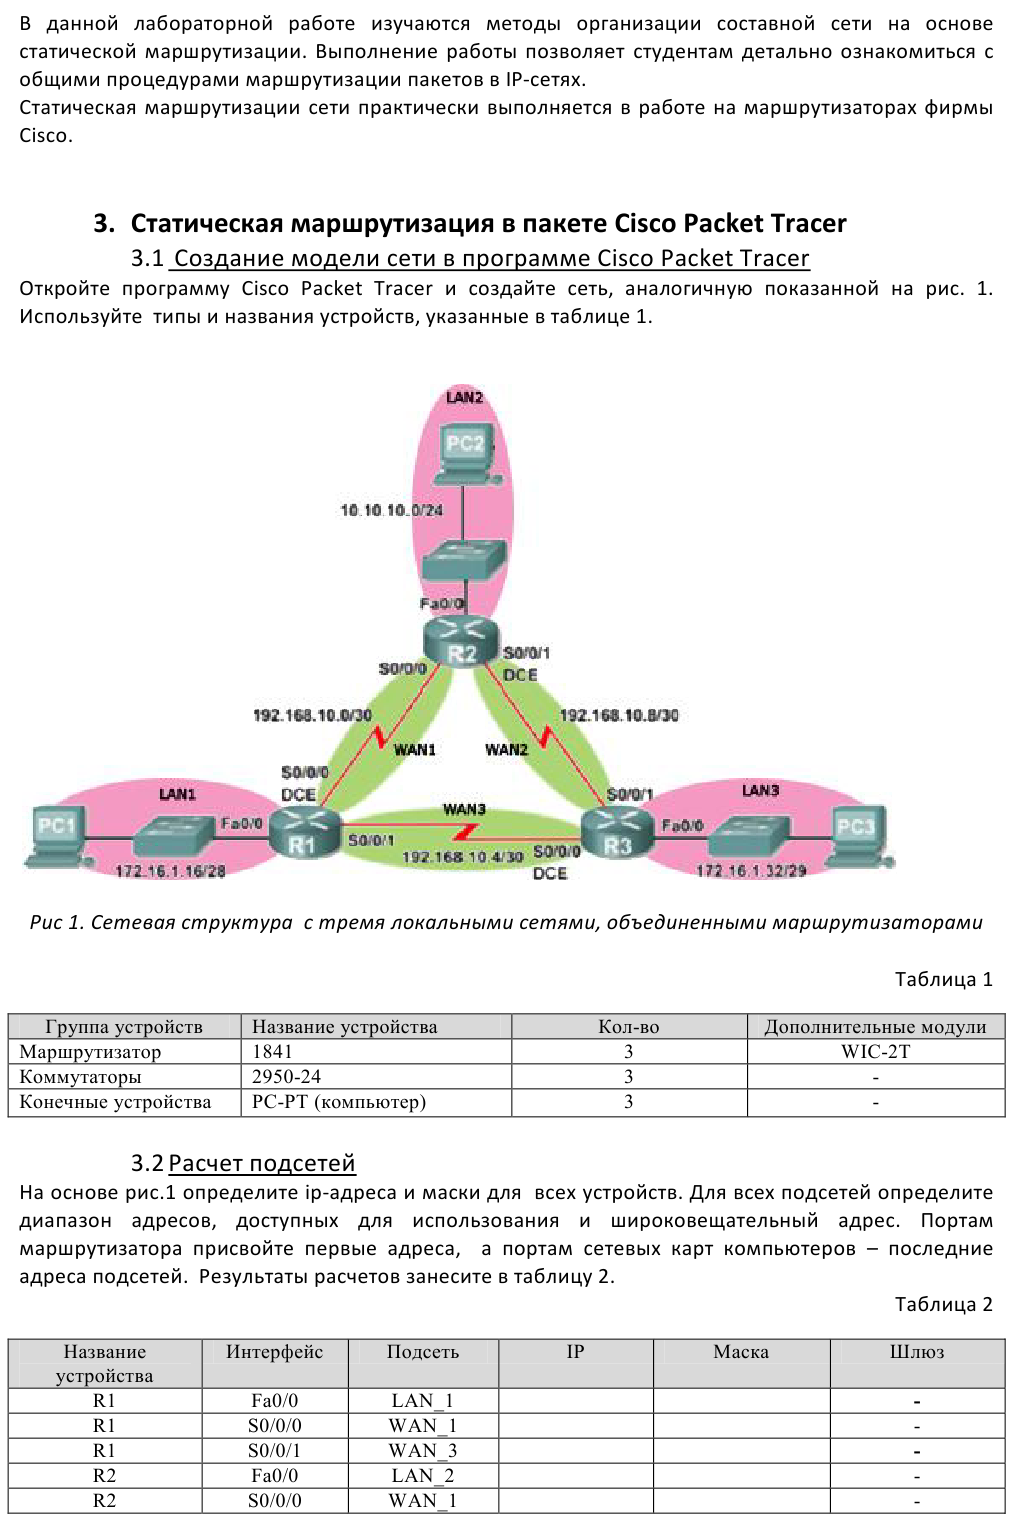 В данной лабораторной работе изучаются методы организации составной сети на основе
статической маршрутизации. Выполнение работы позволяет студентам детально ознакомиться с
общими процедурами маршрутизации пакетов в IP-сетях.
Статическая маршрутизации сети практически выполняется в работе на маршрутизаторах фирмы
Cisco.
3. Статическая маршрутизация в пакете Cisco Packet Tracer
3.1 Создание модели сети в программе Cisco Packet Tracer
Откройте программу Cisco Packet Tracer и создайте сеть, аналогичную показанной на рис. 1.
Используйте типы и названия устройств, указанные в таблице 1.
LAN2
PC2
10.10.10.0/24
Fa0/0
R2
S0/0/0
S0/0/1
DCE
192.168.10.0/30
192.168.10.8/30
WAN1
WAN2
S0/0/0
DCE
S0/0/1
LAN1
WAN3
LAN3
PC1
Fa0/0
R1
S0/0/1
192.168.10.4/30
S0/0/0
DCE
R3
Fa0/0
PC3
172.16.1.16/28
172.16.1.32/29
Рис 1. Сетевая структура с тремя локальными сетями, объединенными маршрутизаторами
Таблица 1
Группа устройств Название устройства Кол-во Дополнительные модули
Маршрутизатор 1841 3 WIC-2T
Коммутаторы 2950-24 3 -
Конечные устройства PC-PT (компьютер) 3 -
3.2 Расчет подсетей
На основе рис.1 определите ip-адреса и маски для всех устройств. Для всех подсетей определите
диапазон адресов, доступных для использования и широковещательный адрес. Портам
маршрутизатора присвойте первые адреса, а портам сетевых карт компьютеров – последние
адреса подсетей. Результаты расчетов занесите в таблицу 2.
Таблица 2
Название устройства Интерфейс Подсеть IP Маска Шлюз
R1 Fa0/0 LAN_1 -
R1 S0/0/0 WAN_1 -
R1 S0/0/1 WAN_3 -
R2 Fa0/0 LAN_2 -
R2 S0/0/0 WAN_1 -